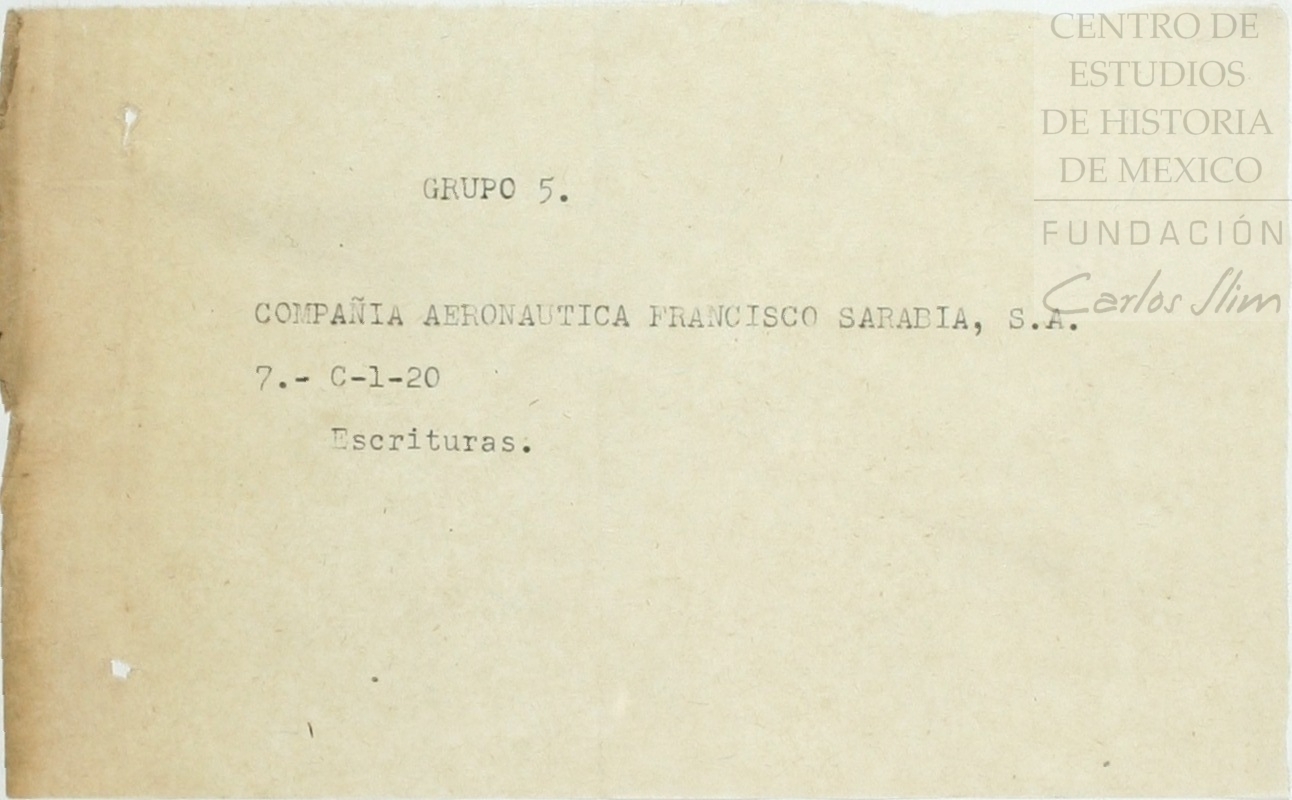 CENTRO DE
ESTUDIOS
DE HISTORIA
DE MEXICO
FUNDACIÓN
Carlos Slim
GRUPO 5.
COMPAÑIA AERONAUTICA FRANCISCO SARABIA, S.A.
7.- C-1-20
Escrituras.